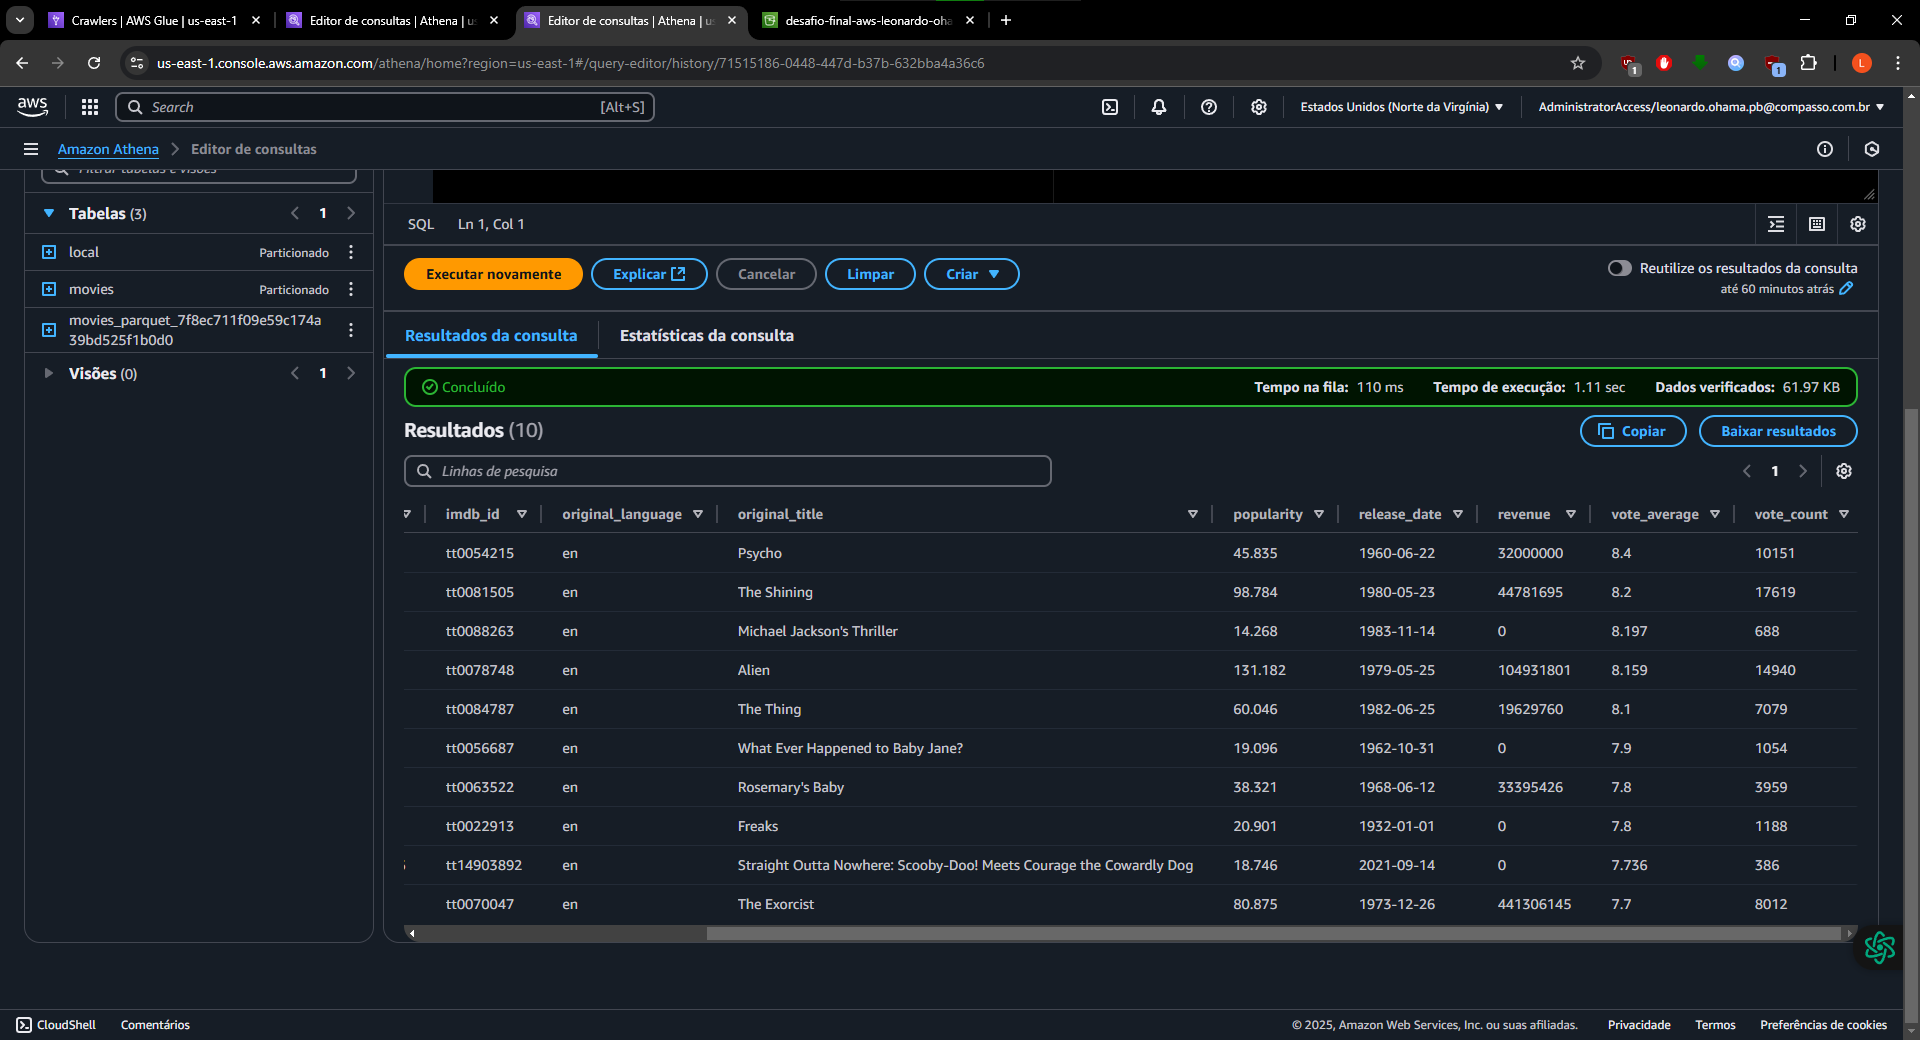 Crawlers | AWS Glue | us-east-1
Editor de consultas | Athena | us
Editor de consultas | Athena | us
desafio-final-aws-leonardo-oha
us-east-1.console.aws.amazon.com/athena/home?region=us-east-1#/query-editor/history/71515186-0448-447d-b37b-632bba4a36c6
1
1
L
aws
Search
[Alt+S]
Estados Unidos (Norte da Virgínia)
AdministratorAccess/leonardo.ohama.pb@compasso.com.br
Amazon Athena
Editor de consultas
Filtrar tabelas e visões
Tabelas (3)
1
local
Particionado
movies
Particionado
movies_parquet_7f8ec711f09e59c174a
39bd525f1b0d0
Visões (0)
1
SQL
Ln 1, Col 1
Executar novamente
Explicar
Cancelar
Limpar
Criar
Reutilize os resultados da consulta
até 60 minutos atrás
Resultados da consulta
Estatísticas da consulta
Concluído
Tempo na fila: 110 ms
Tempo de execução: 1.11 sec
Dados verificados: 61.97 KB
Resultados (10)
Copiar
Baixar resultados
Linhas de pesquisa
1
imdb_id original_language original_title popularity release_date revenue vote_average vote_count
tt0054215 en Psycho 45.835 1960-06-22 32000000 8.4 10151
tt0081505 en The Shining 98.784 1980-05-23 44781695 8.2 17619
tt0088263 en Michael Jackson's Thriller 14.268 1983-11-14 0 8.197 688
tt0078748 en Alien 131.182 1979-05-25 104931801 8.159 14940
tt0084787 en The Thing 60.046 1982-06-25 19629760 8.1 7079
tt0056687 en What Ever Happened to Baby Jane? 19.096 1962-10-31 0 7.9 1054
tt0063522 en Rosemary's Baby 38.321 1968-06-12 33395426 7.8 3959
tt0022913 en Freaks 20.901 1932-01-01 0 7.8 1188
tt14903892 en Straight Outta Nowhere: Scooby-Doo! Meets Courage the Cowardly Dog 18.746 2021-09-14 0 7.736 386
tt0070047 en The Exorcist 80.875 1973-12-26 441306145 7.7 8012
CloudShell
Comentários
© 2025, Amazon Web Services, Inc. ou suas afiliadas.
Privacidade
Termos
Preferências de cookies